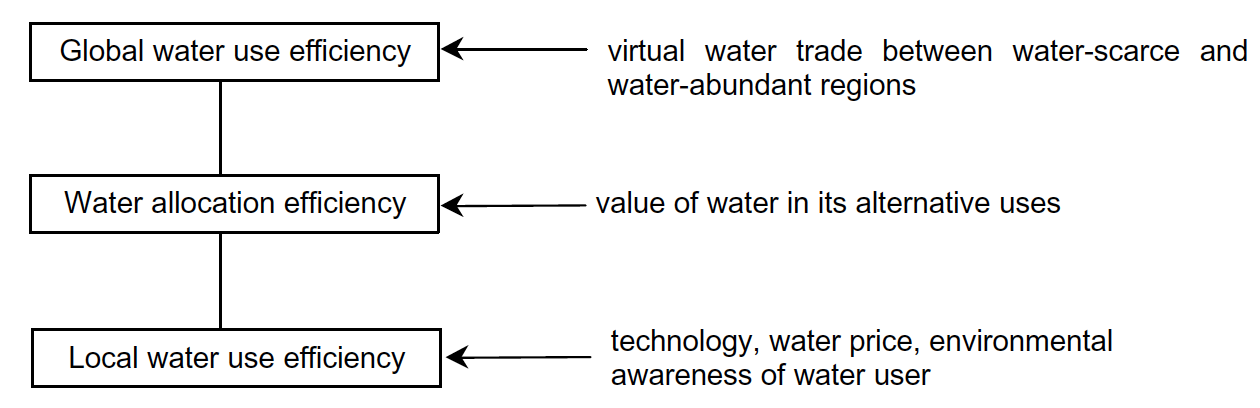 Global water use efficiency
virtual water trade between water-scarce and
water-abundant regions
Water allocation efficiency
value of water in its alternative uses
Local water use efficiency
technology, water price, environmental
awareness of water user